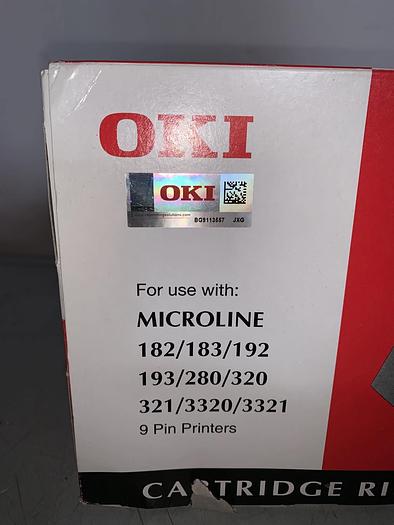 OKI
OKI
BG9113557 JXG
For use with:
MICROLINE
182/183/192
193/280/320
321/3320/3321
9 Pin Printers
CARTRIDGE RI